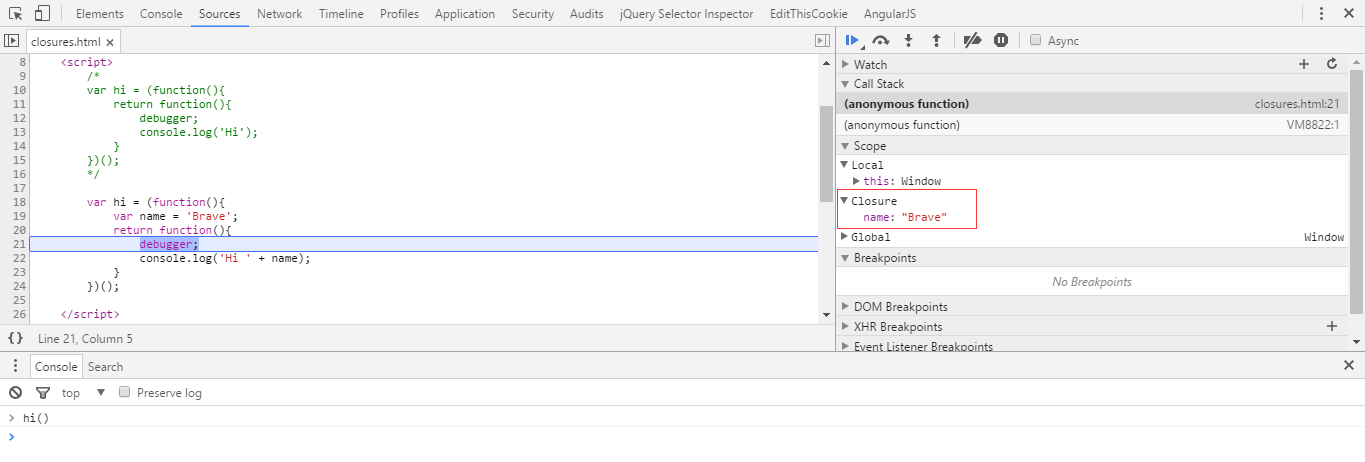 Elements Console Sources Network Timeline Profiles Application Security Audits jQuery Selector Inspector EditThisCookie AngularJS
closures.html ×
8 <script>
9 /*
10 var hi = (function(){
11 return function(){
12 debugger;
13 console.log('Hi');
14 }
15 })();
16 */
17
18 var hi = (function(){
19 var name = 'Brave';
20 return function(){
21 debugger;
22 console.log('Hi ' + name);
23 }
24 })();
25
26 </script>
{} Line 21, Column 5
Async
Watch
Call Stack
(anonymous function) closures.html:21
(anonymous function) VM8822:1
Scope
Local
this: Window
Closure
name: "Brave"
Global Window
Breakpoints
No Breakpoints
DOM Breakpoints
XHR Breakpoints
Event Listener Breakpoints
Console Search
top Preserve log
> hi()
>